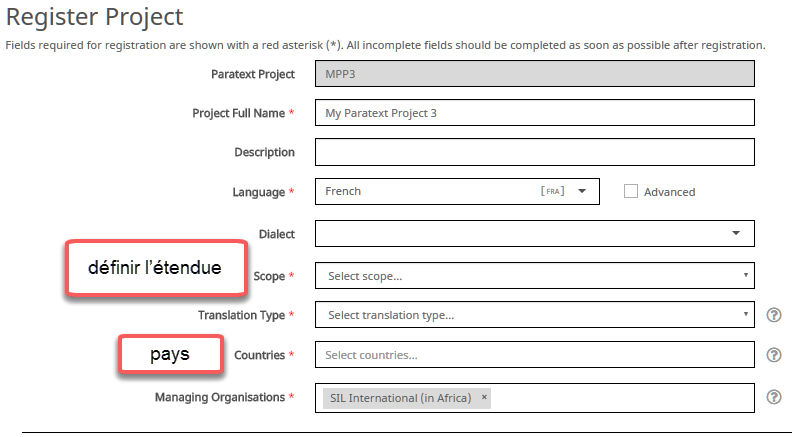 Register Project
Fields required for registration are shown with a red asterisk (*). All incomplete fields should be completed as soon as possible after registration.
Paratext Project MPP3
Project Full Name * My Paratext Project 3
Description
Language * French [FRA] Advanced
Dialect
définir l'étendue
Scope * Select scope...
Translation Type * Select translation type...
pays
Countries * Select countries...
Managing Organisations * SIL International (in Africa) ×